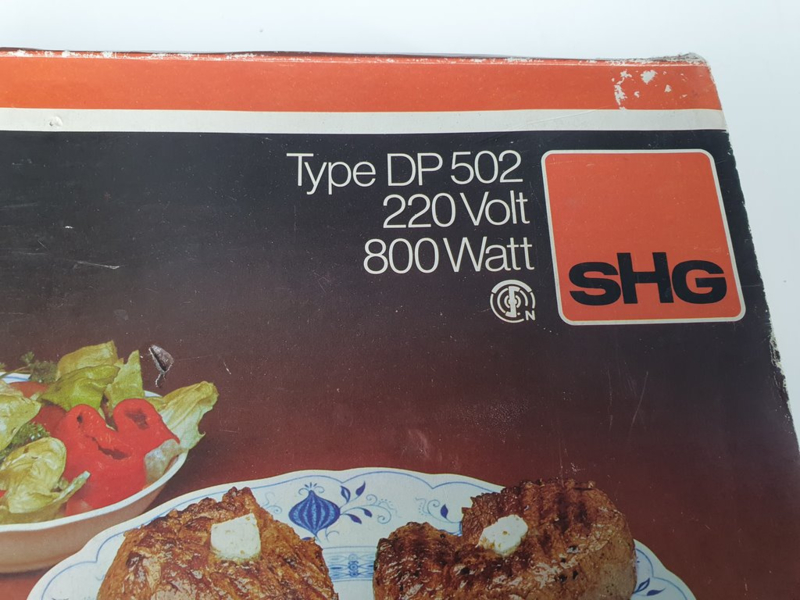 Type DP 502
220 Volt
800 Watt
N
SHG